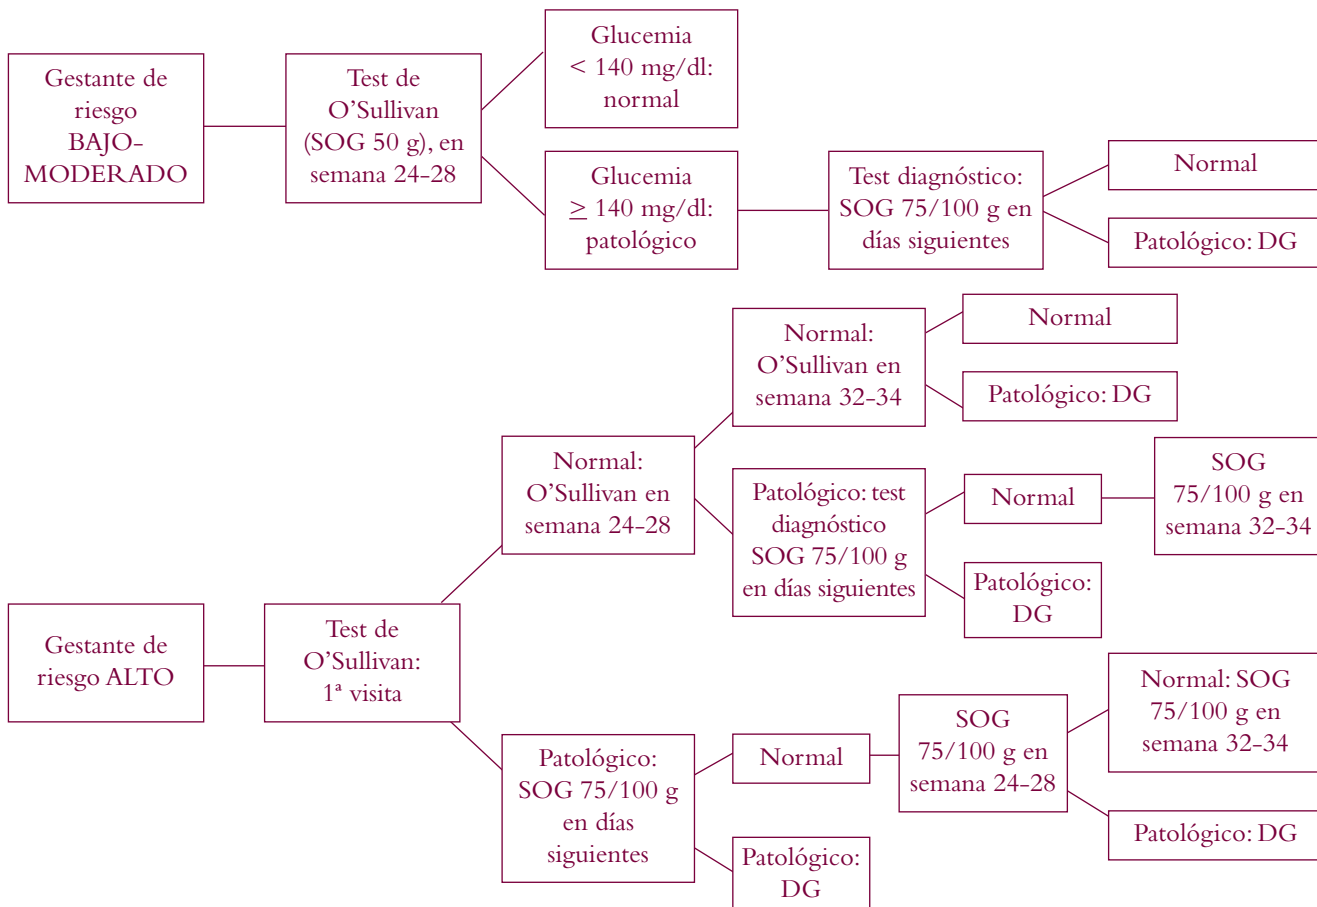 Gestante de
riesgo
BAJO-
MODERADO
Test de
O’Sullivan
(SOG 50 g), en
semana 24-28
Glucemia
< 140 mg/dl:
normal
Glucemia
≥ 140 mg/dl:
patológico
Test diagnóstico:
SOG 75/100 g en
días siguientes
Normal
Patológico: DG
Gestante de
riesgo ALTO
Test de
O’Sullivan:
1ª visita
Normal:
O’Sullivan en
semana 24-28
Normal:
O’Sullivan en
semana 32-34
Normal
Patológico: DG
Patológico: test
diagnóstico
SOG 75/100 g
en días siguientes
Normal
SOG
75/100 g en
semana 32-34
Patológico:
DG
Patológico:
SOG 75/100 g
en días
siguientes
Normal
SOG
75/100 g en
semana 24-28
Normal: SOG
75/100 g en
semana 32-34
Patológico: DG
Patológico:
DG